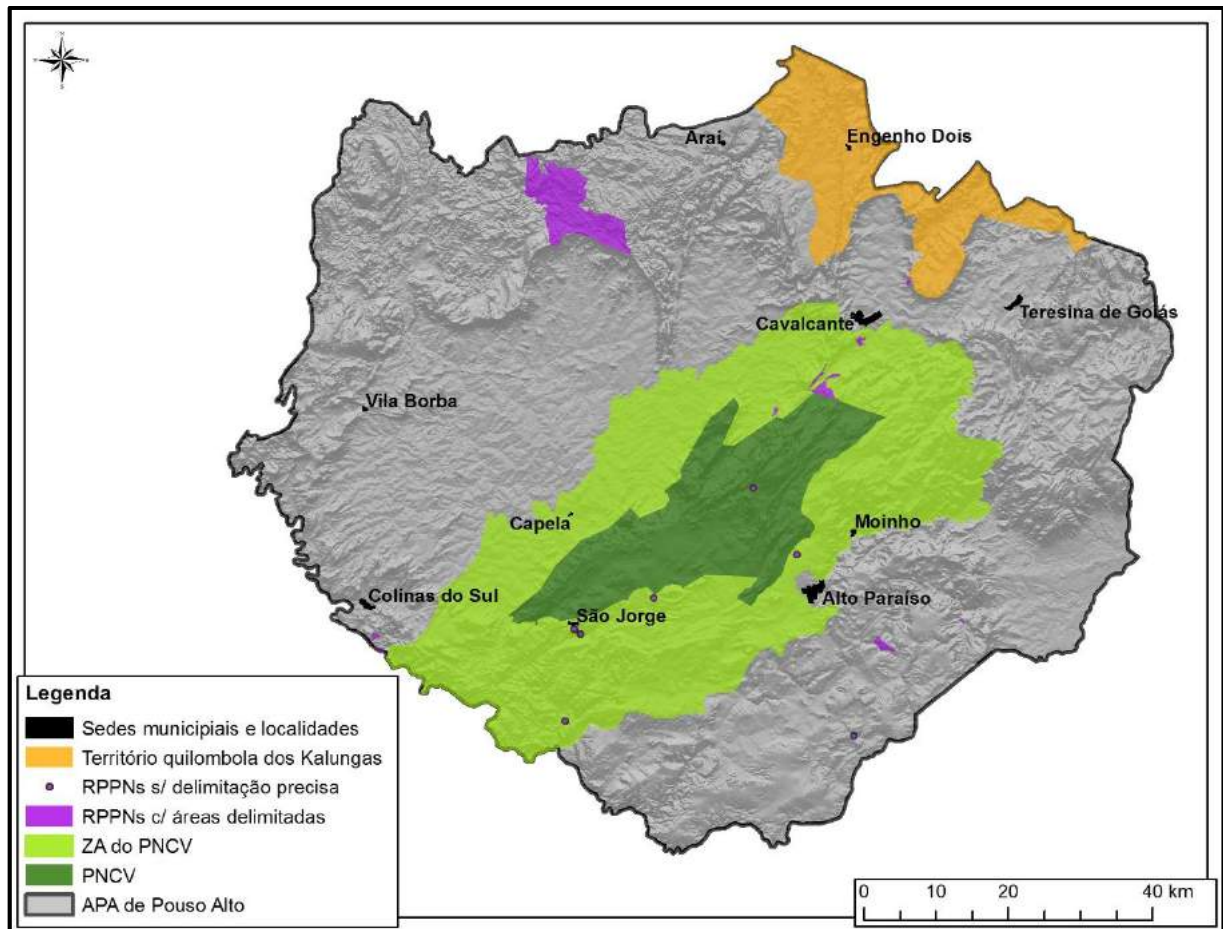 Araí
Engenho Dois
Teresina de Goiás
Cavalcante
Vila Borba
Capela
Moinho
Colinas do Sul
Alto Paraíso
São Jorge
Legenda
Sedes municipiais e localidades
Território quilombola dos Kalungas
RPPNs s/ delimitação precisa
RPPNs c/ áreas delimitadas
ZA do PNCV
PNCV
APA de Pouso Alto
0 10 20 40 km